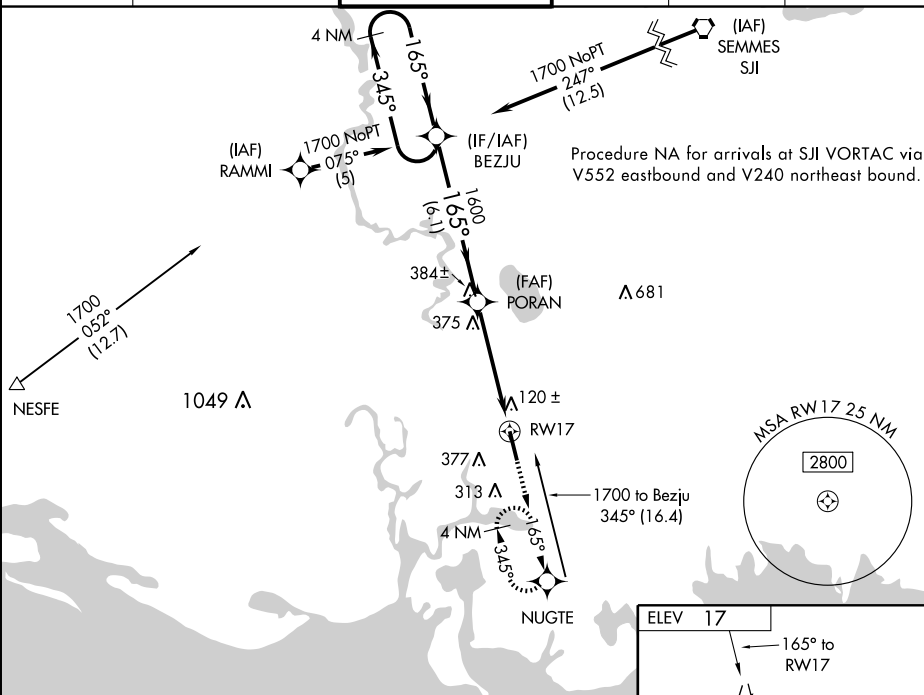 4 NM
165°
345°
(IAF)
SEMMES
SJI
1700 NoPT
247°
(12.5)
(IAF)
RAMMI
1700 NoPT
075°
(5)
(IF/IAF)
BEZJU
Procedure NA for arrivals at SJI VORTAC via
V552 eastbound and V240 northeast bound.
1600
165°
(6.1)
384±
(FAF)
PORAN
375
681
1700
052°
(12.7)
NESFE
1049
120 ±
RW17
377
313
1700 to Bezju
345° (16.4)
4 NM
165°
345°
NUGTE
MSA RW17 25 NM
2800
ELEV 17
165° to
RW17